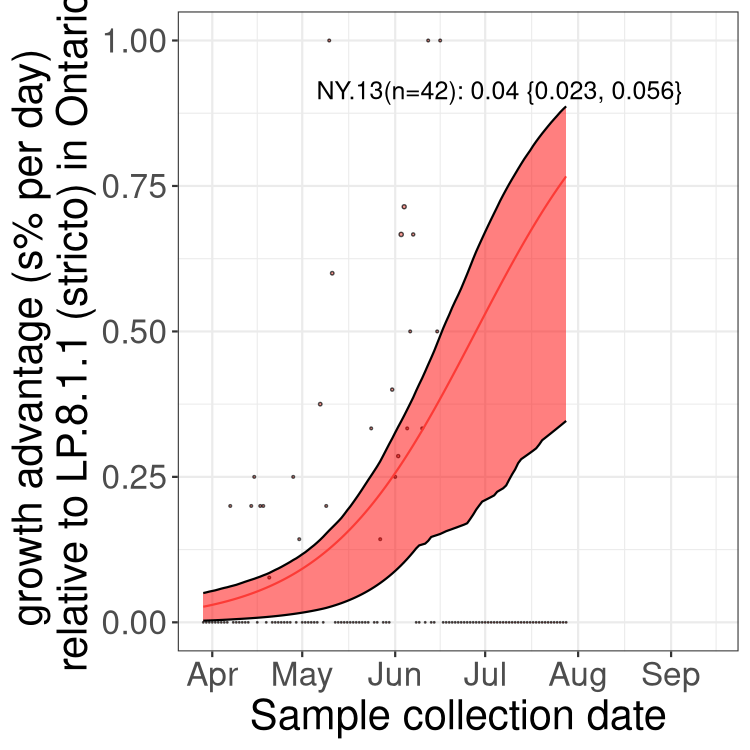 growth advantage (s% per day)
relative to LP.8.1.1 (stricto) in Ontario
1.00
0.75
0.50
0.25
0.00
NY.13(n=42): 0.04 {0.023, 0.056}
Apr May Jun Jul Aug Sep
Sample collection date